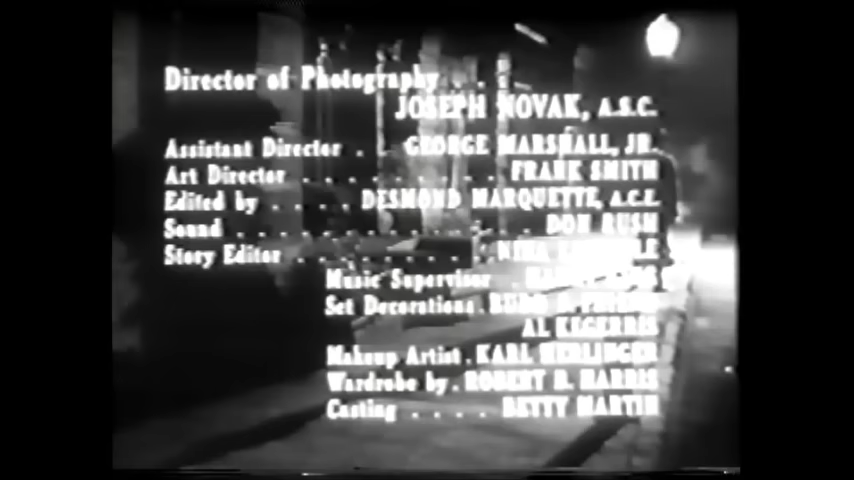 Director of Photography . . .
JOSEPH NOVAK, A.S.C.
Assistant Director . . GEORGE MARSHALL, JR.
Art Director . . . . . . . . . FRANK SMITH
Edited by . . . . DESMOND MARQUETTE, A.C.E.
Sound . . . . . . . . . . . . DON RUSH
Story Editor . . . . . . . .
Music Supervisor .
Set Decorations .
AL KEGERRIS
Makeup Artist . KARL HERLINGER
Wardrobe by . ROBERT B. HARRIS
Casting . . . . BETTY MARTIN